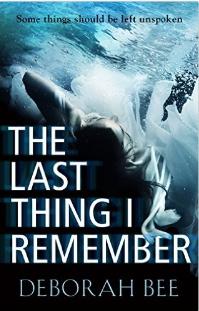 Some things should be left unspoken
THE
LAST
THING I
REMEMBER
DEBORAH BEE